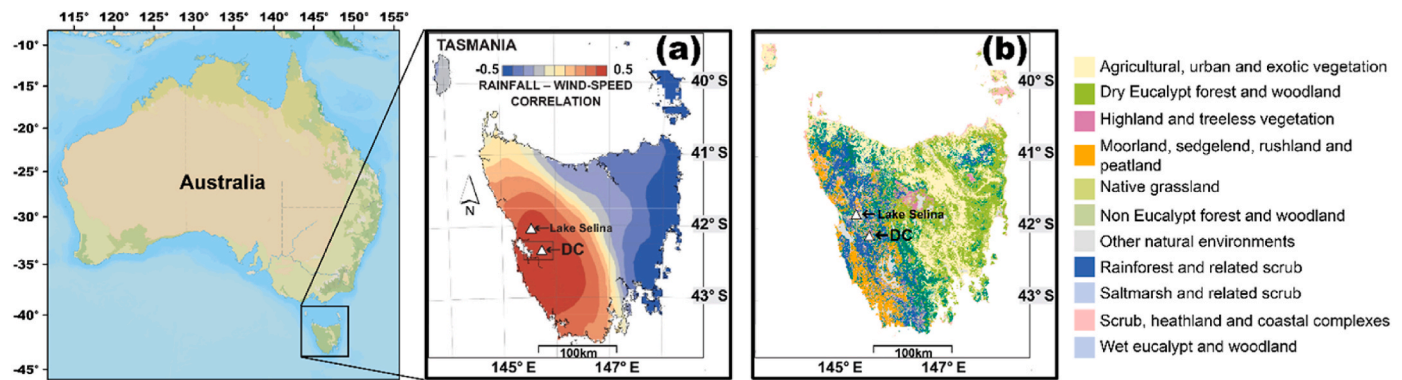 115° 120° 125° 130° 135° 140° 145° 150° 155°
-10°
-15°
-20°
-25°
-30°
-35°
-40°
-45°
Australia
TASMANIA
(a)
-0.5 0.5
RAINFALL – WIND-SPEED
CORRELATION
40° S
41° S
42° S
43° S
N
Lake Selina
DC
100km
145° E 147° E
(b)
40° S
41° S
42° S
43° S
Lake Selina
DC
100km
145° E 147° E
Agricultural, urban and exotic vegetation
Dry Eucalypt forest and woodland
Highland and treeless vegetation
Moorland, sedgelend, rushland and
peatland
Native grassland
Non Eucalypt forest and woodland
Other natural environments
Rainforest and related scrub
Saltmarsh and related scrub
Scrub, heathland and coastal complexes
Wet eucalypt and woodland